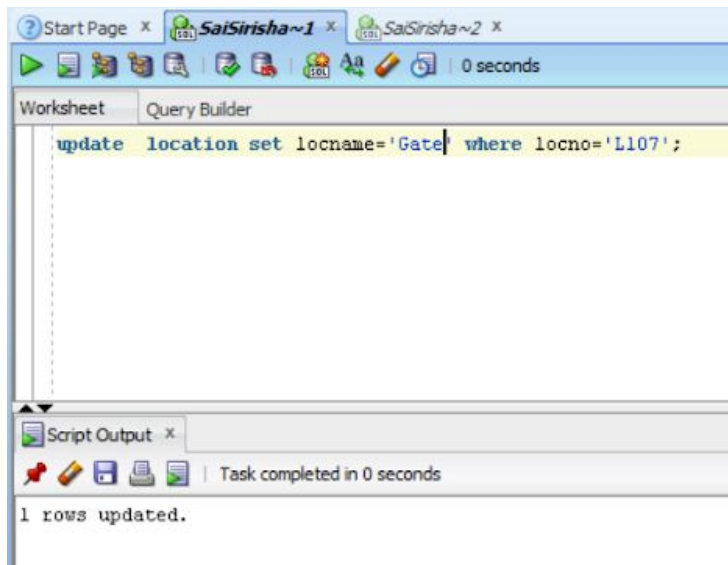 Start Page x SaiSirisha~1 x SaiSirisha~2 x
0 seconds
Worksheet Query Builder
update location set locname='Gate' where locno='L107';
Script Output x
Task completed in 0 seconds
1 rows updated.